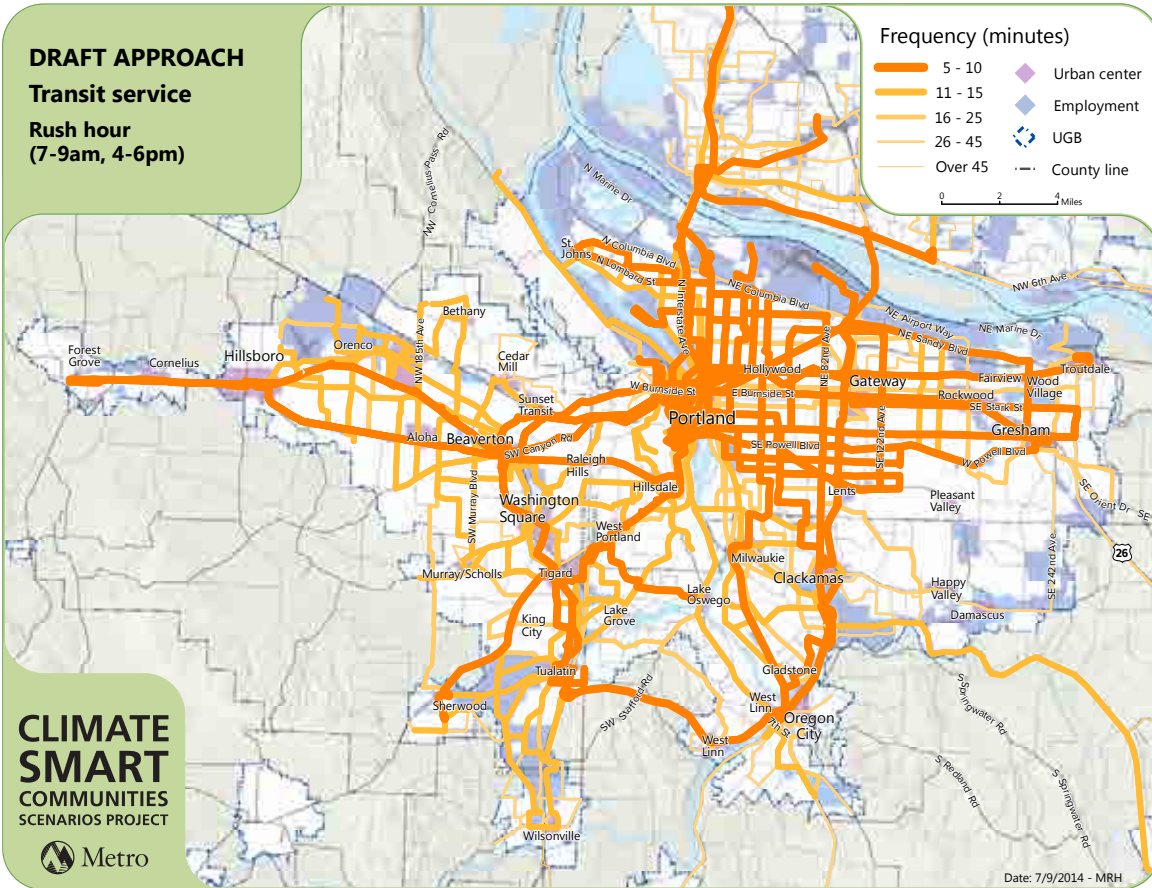 DRAFT APPROACH
Transit service
Rush hour
(7-9am, 4-6pm)
Frequency (minutes)
5 - 10
11 - 15
16 - 25
26 - 45
Over 45
Urban center
Employment
UGB
County line
0 2 4 Miles
NW Cornelius Pass Rd
N Marine Dr
St.
Johns
N Columbia Blvd
N Lombard St
N Interstate Ave
NE Columbia Blvd
NW 6th Ave
NE Airport Way
NE Marine Dr
NE Sandy Blvd
NE 82nd Ave
Bethany
NW 185th Ave
Orenco
Cedar
Mill
Forest
Grove
Cornelius
Hillsboro
Hollywood
Gateway
Fairview
Wood
Village
Troutdale
Rockwood
W Burnside St
E Burnside St
SE Stark St
Sunset
Transit
Portland
Aloha
Beaverton
SW Canyon Rd
SE Powell Blvd
SE 122nd Ave
Gresham
W Powell Blvd
Raleigh
Hills
Hillsdale
SW Murray Blvd
Washington
Square
Lents
Pleasant
Valley
SE Orient Dr
SE
West
Portland
26
SE 242nd Ave
Murray/Scholls
Tigard
Milwaukie
Clackamas
Happy
Valley
Damascus
Lake
Oswego
Lake
Grove
King
City
Tualatin
Gladstone
Sherwood
SW Stafford Rd
West
Linn
7th St
Oregon
City
West
Linn
S Springwater Rd
S Redland Rd
S Springwater Rd
Wilsonville
CLIMATE
SMART
COMMUNITIES
SCENARIOS PROJECT
Metro
Date: 7/9/2014 - MRH